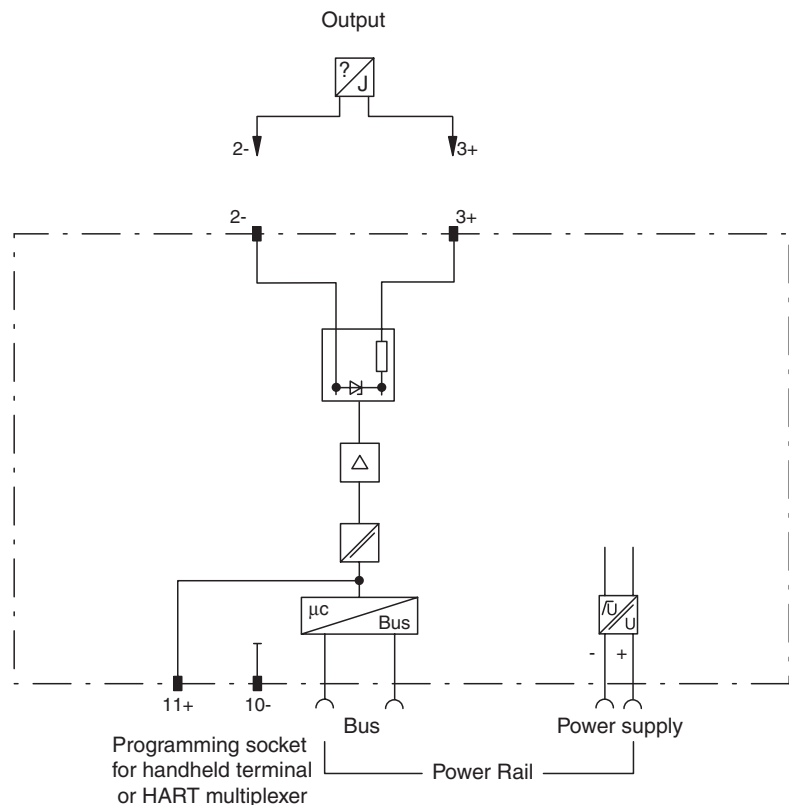 Output
?
J
2-
3+
2-
3+
µc
Bus
/U
U
-
+
11+
10-
Bus
Power supply
Programming socket
for handheld terminal
or HART multiplexer
Power Rail